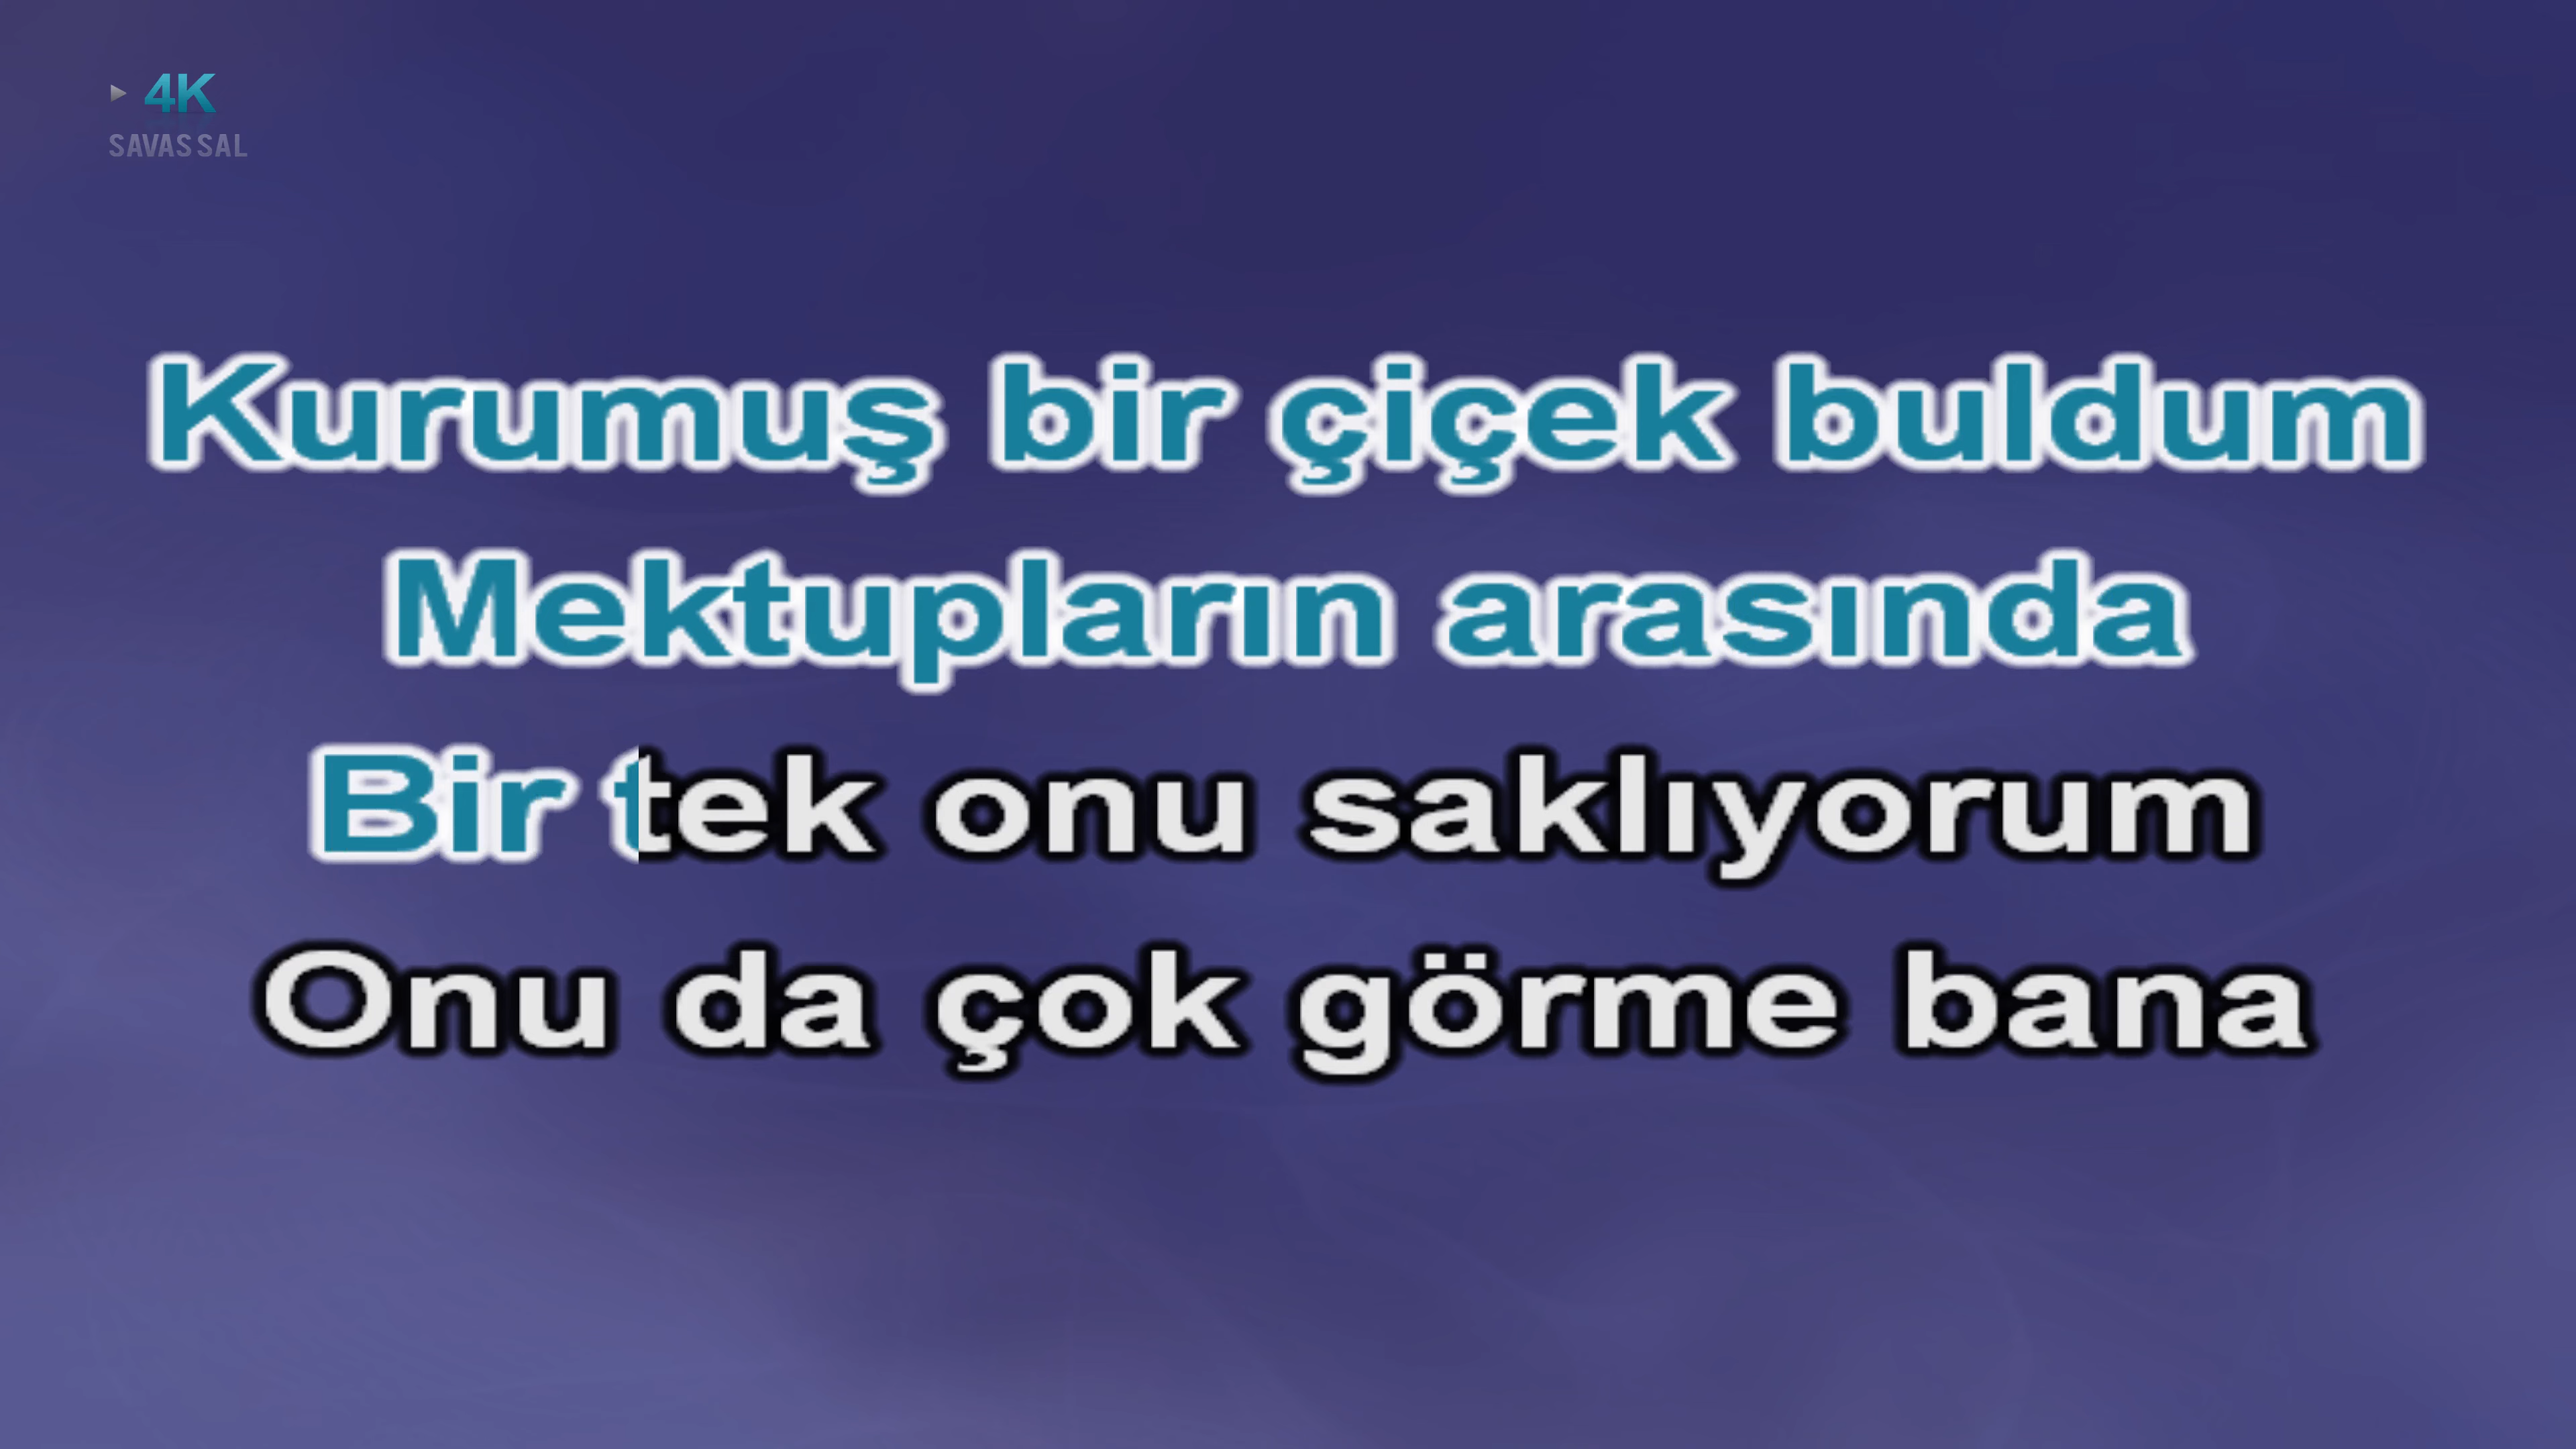 4K
SAVAS SAL
Kurumuş bir çiçek buldum
Mektupların arasında
Bir tek onu saklıyorum
Onu da çok görme bana